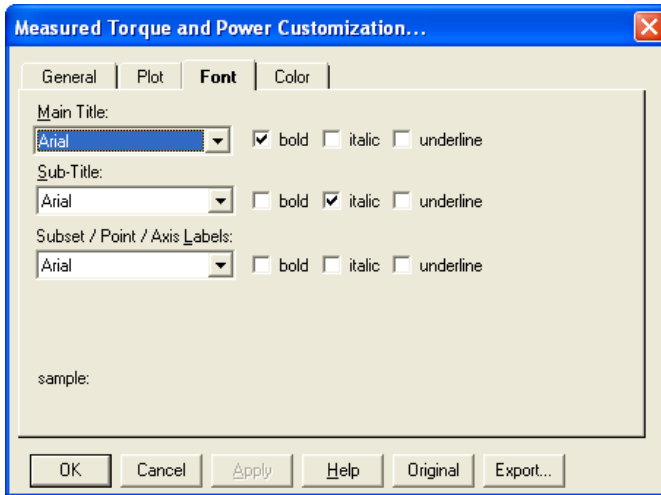 Measured Torque and Power Customization...
General Plot Font Color
Main Title:
Arial bold italic underline
Sub-Title:
Arial bold italic underline
Subset / Point / Axis Labels:
Arial bold italic underline
sample:
OK Cancel Apply Help Original Export...